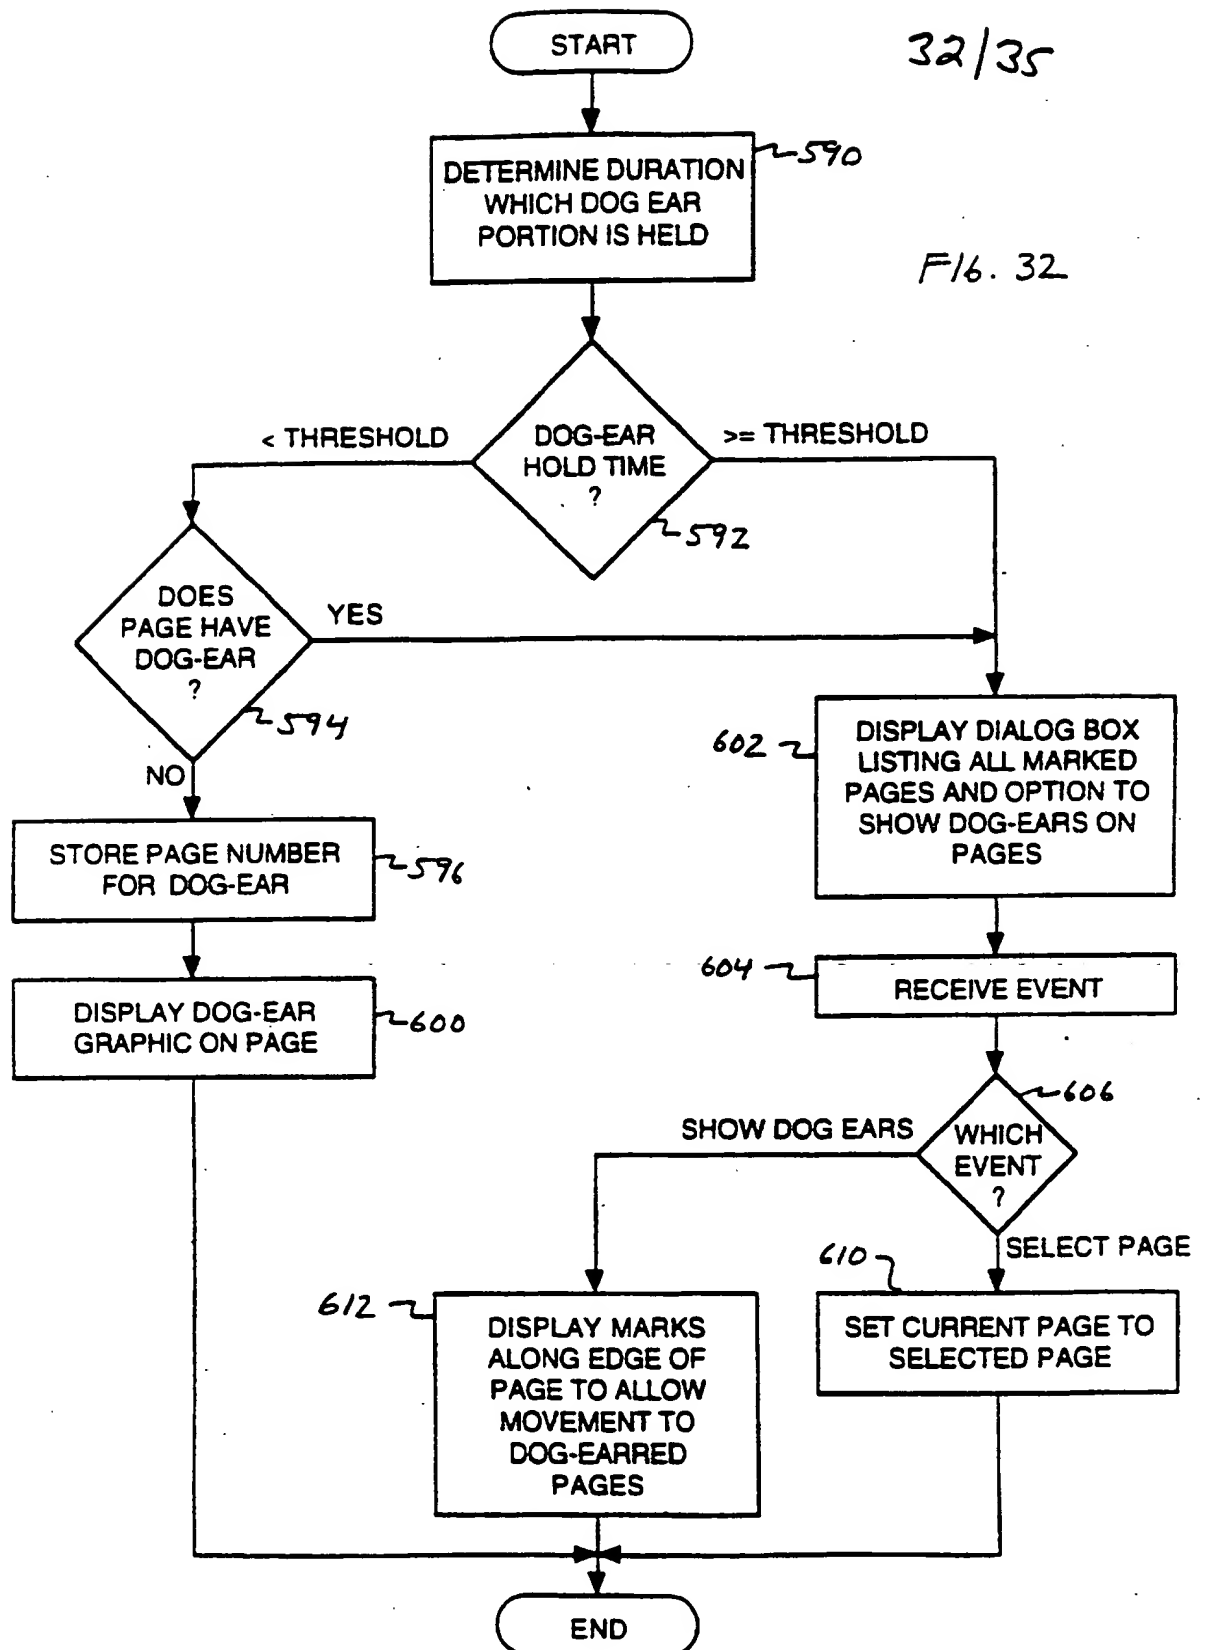 START
32/35
DETERMINE DURATION
WHICH DOG EAR
PORTION IS HELD
590
FIG. 32
< THRESHOLD
DOG-EAR
HOLD TIME
?
>= THRESHOLD
592
DOES
PAGE HAVE
DOG-EAR
?
YES
594
NO
602
DISPLAY DIALOG BOX
LISTING ALL MARKED
PAGES AND OPTION TO
SHOW DOG-EARS ON
PAGES
STORE PAGE NUMBER
FOR DOG-EAR
596
604
RECEIVE EVENT
DISPLAY DOG-EAR
GRAPHIC ON PAGE
600
606
SHOW DOG EARS
WHICH
EVENT
?
SELECT PAGE
610
612
DISPLAY MARKS
ALONG EDGE OF
PAGE TO ALLOW
MOVEMENT TO
DOG-EARRED
PAGES
SET CURRENT PAGE TO
SELECTED PAGE
END